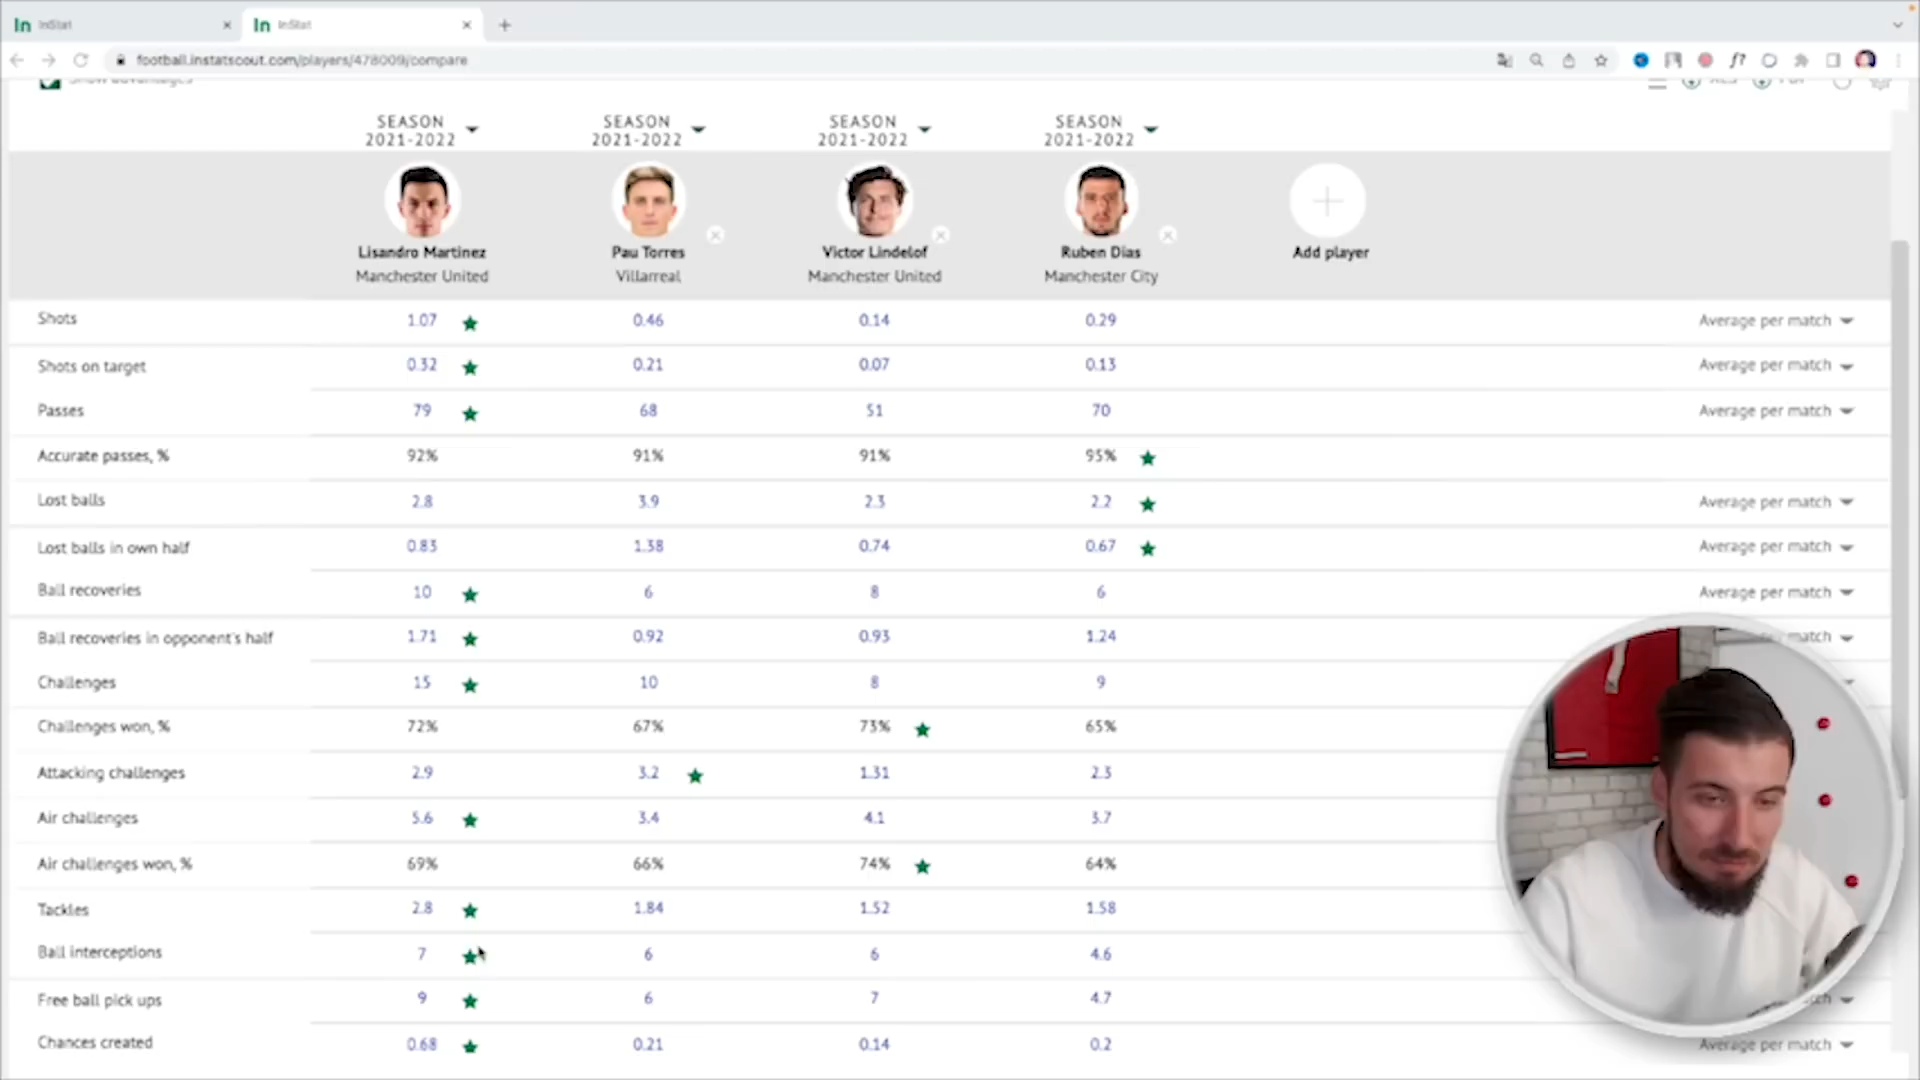 InStat
InStat
football.instatscout.com/players/478009/compare
Show advantages
SEASON 2021-2022
SEASON 2021-2022
SEASON 2021-2022
SEASON 2021-2022
Lisandro Martinez
Pau Torres
Victor Lindelof
Ruben Dias
Add player
Manchester United
Villarreal
Manchester United
Manchester City
Shots 1.07 0.46 0.14 0.29 Average per match
Shots on target 0.32 0.21 0.07 0.13 Average per match
Passes 79 68 51 70 Average per match
Accurate passes, % 92% 91% 91% 95%
Lost balls 2.8 3.9 2.3 2.2 Average per match
Lost balls in own half 0.83 1.38 0.74 0.67 Average per match
Ball recoveries 10 6 8 6 Average per match
Ball recoveries in opponent's half 1.71 0.92 0.93 1.24 match
Challenges 15 10 8 9
Challenges won, % 72% 67% 73% 65%
Attacking challenges 2.9 3.2 1.31 2.3
Air challenges 5.6 3.4 4.1 3.7
Air challenges won, % 69% 66% 74% 64%
Tackles 2.8 1.84 1.52 1.58
Ball interceptions 7 6 6 4.6
Free ball pick ups 9 6 7 4.7
Chances created 0.68 0.21 0.14 0.2 Average per match